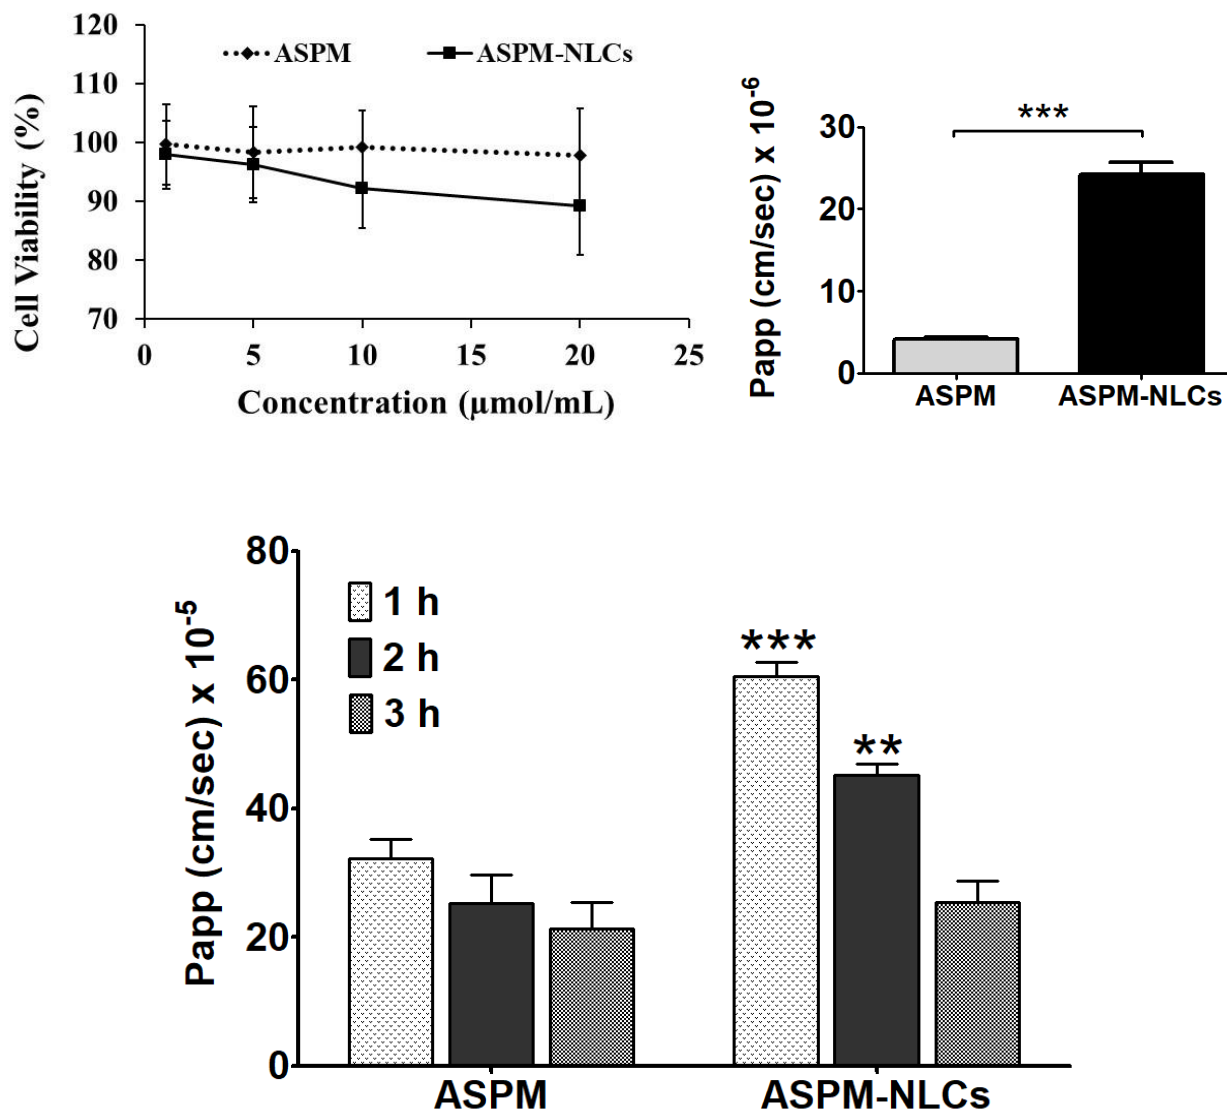 120
110
100
90
80
70
Cell Viability (%)
ASPM
ASPM-NLCs
0 5 10 15 20 25
Concentration (μmol/mL)
Papp (cm/sec) x 10⁻⁶
***
30
20
10
0
ASPM ASPM-NLCs
Papp (cm/sec) x 10⁻⁵
80
60
40
20
0
1 h
2 h
3 h
***
**
ASPM ASPM-NLCs